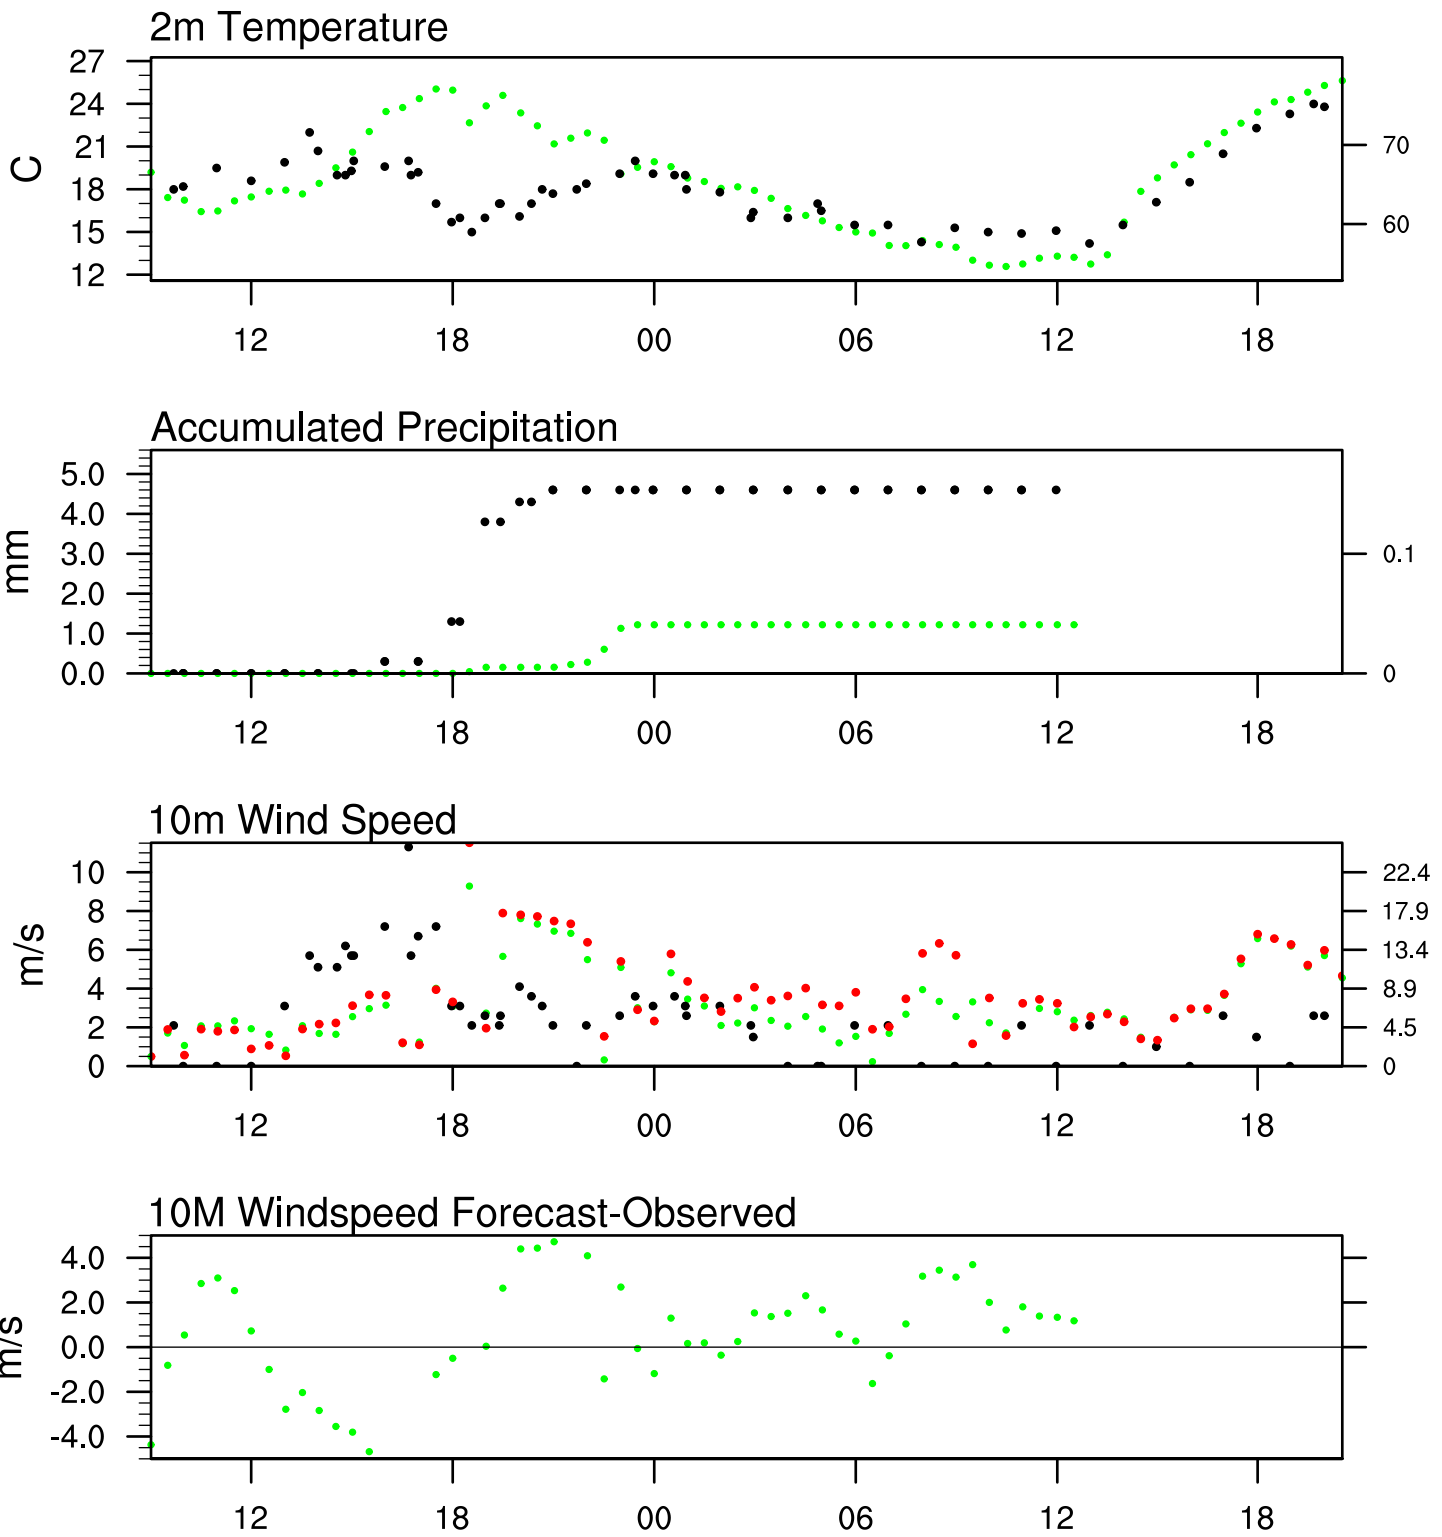 2m Temperature
27
24
21
18
15
12
C
70
60
12 18 00 06 12 18
Accumulated Precipitation
5.0
4.0
3.0
2.0
1.0
0.0
mm
0.1
0
12 18 00 06 12 18
10m Wind Speed
10
8
6
4
2
0
m/s
22.4
17.9
13.4
8.9
4.5
0
12 18 00 06 12 18
10M Windspeed Forecast-Observed
4.0
2.0
0.0
-2.0
-4.0
m/s
12 18 00 06 12 18